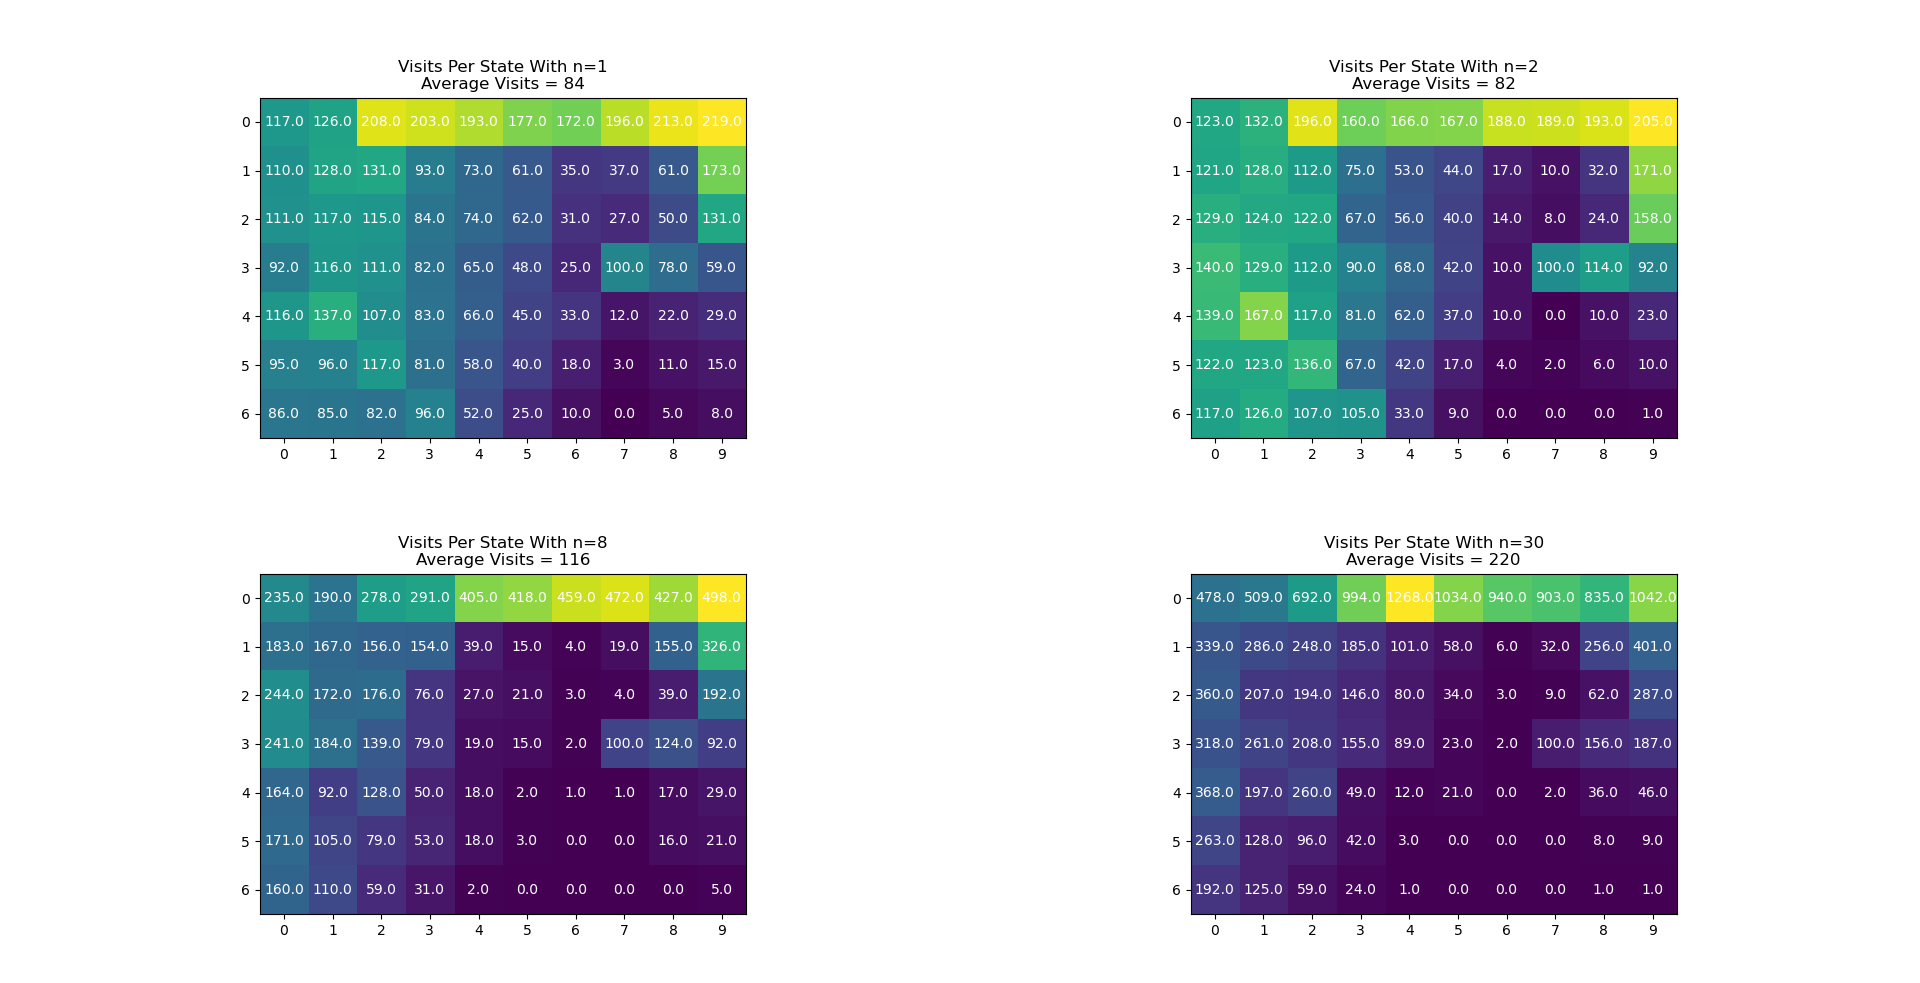 Visits Per State With n=1
Average Visits = 84
0 117.0 126.0 208.0 203.0 193.0 177.0 172.0 196.0 213.0 219.0
1 110.0 128.0 131.0 93.0 73.0 61.0 35.0 37.0 61.0 173.0
2 111.0 117.0 115.0 84.0 74.0 62.0 31.0 27.0 50.0 131.0
3 92.0 116.0 111.0 82.0 65.0 48.0 25.0 100.0 78.0 59.0
4 116.0 137.0 107.0 83.0 66.0 45.0 33.0 12.0 22.0 29.0
5 95.0 96.0 117.0 81.0 58.0 40.0 18.0 3.0 11.0 15.0
6 86.0 85.0 82.0 96.0 52.0 25.0 10.0 0.0 5.0 8.0
0 1 2 3 4 5 6 7 8 9
Visits Per State With n=2
Average Visits = 82
0 123.0 132.0 196.0 160.0 166.0 167.0 188.0 189.0 193.0 205.0
1 121.0 128.0 112.0 75.0 53.0 44.0 17.0 10.0 32.0 171.0
2 129.0 124.0 122.0 67.0 56.0 40.0 14.0 8.0 24.0 158.0
3 140.0 129.0 112.0 90.0 68.0 42.0 10.0 100.0 114.0 92.0
4 139.0 167.0 117.0 81.0 62.0 37.0 10.0 0.0 10.0 23.0
5 122.0 123.0 136.0 67.0 42.0 17.0 4.0 2.0 6.0 10.0
6 117.0 126.0 107.0 105.0 33.0 9.0 0.0 0.0 0.0 1.0
0 1 2 3 4 5 6 7 8 9
Visits Per State With n=8
Average Visits = 116
0 235.0 190.0 278.0 291.0 405.0 418.0 459.0 472.0 427.0 498.0
1 183.0 167.0 156.0 154.0 39.0 15.0 4.0 19.0 155.0 326.0
2 244.0 172.0 176.0 76.0 27.0 21.0 3.0 4.0 39.0 192.0
3 241.0 184.0 139.0 79.0 19.0 15.0 2.0 100.0 124.0 92.0
4 164.0 92.0 128.0 50.0 18.0 2.0 1.0 1.0 17.0 29.0
5 171.0 105.0 79.0 53.0 18.0 3.0 0.0 0.0 16.0 21.0
6 160.0 110.0 59.0 31.0 2.0 0.0 0.0 0.0 0.0 5.0
0 1 2 3 4 5 6 7 8 9
Visits Per State With n=30
Average Visits = 220
0 478.0 509.0 692.0 994.0 1268.0 1034.0 940.0 903.0 835.0 1042.0
1 339.0 286.0 248.0 185.0 101.0 58.0 6.0 32.0 256.0 401.0
2 360.0 207.0 194.0 146.0 80.0 34.0 3.0 9.0 62.0 287.0
3 318.0 261.0 208.0 155.0 89.0 23.0 2.0 100.0 156.0 187.0
4 368.0 197.0 260.0 49.0 12.0 21.0 0.0 2.0 36.0 46.0
5 263.0 128.0 96.0 42.0 3.0 0.0 0.0 0.0 8.0 9.0
6 192.0 125.0 59.0 24.0 1.0 0.0 0.0 0.0 1.0 1.0
0 1 2 3 4 5 6 7 8 9